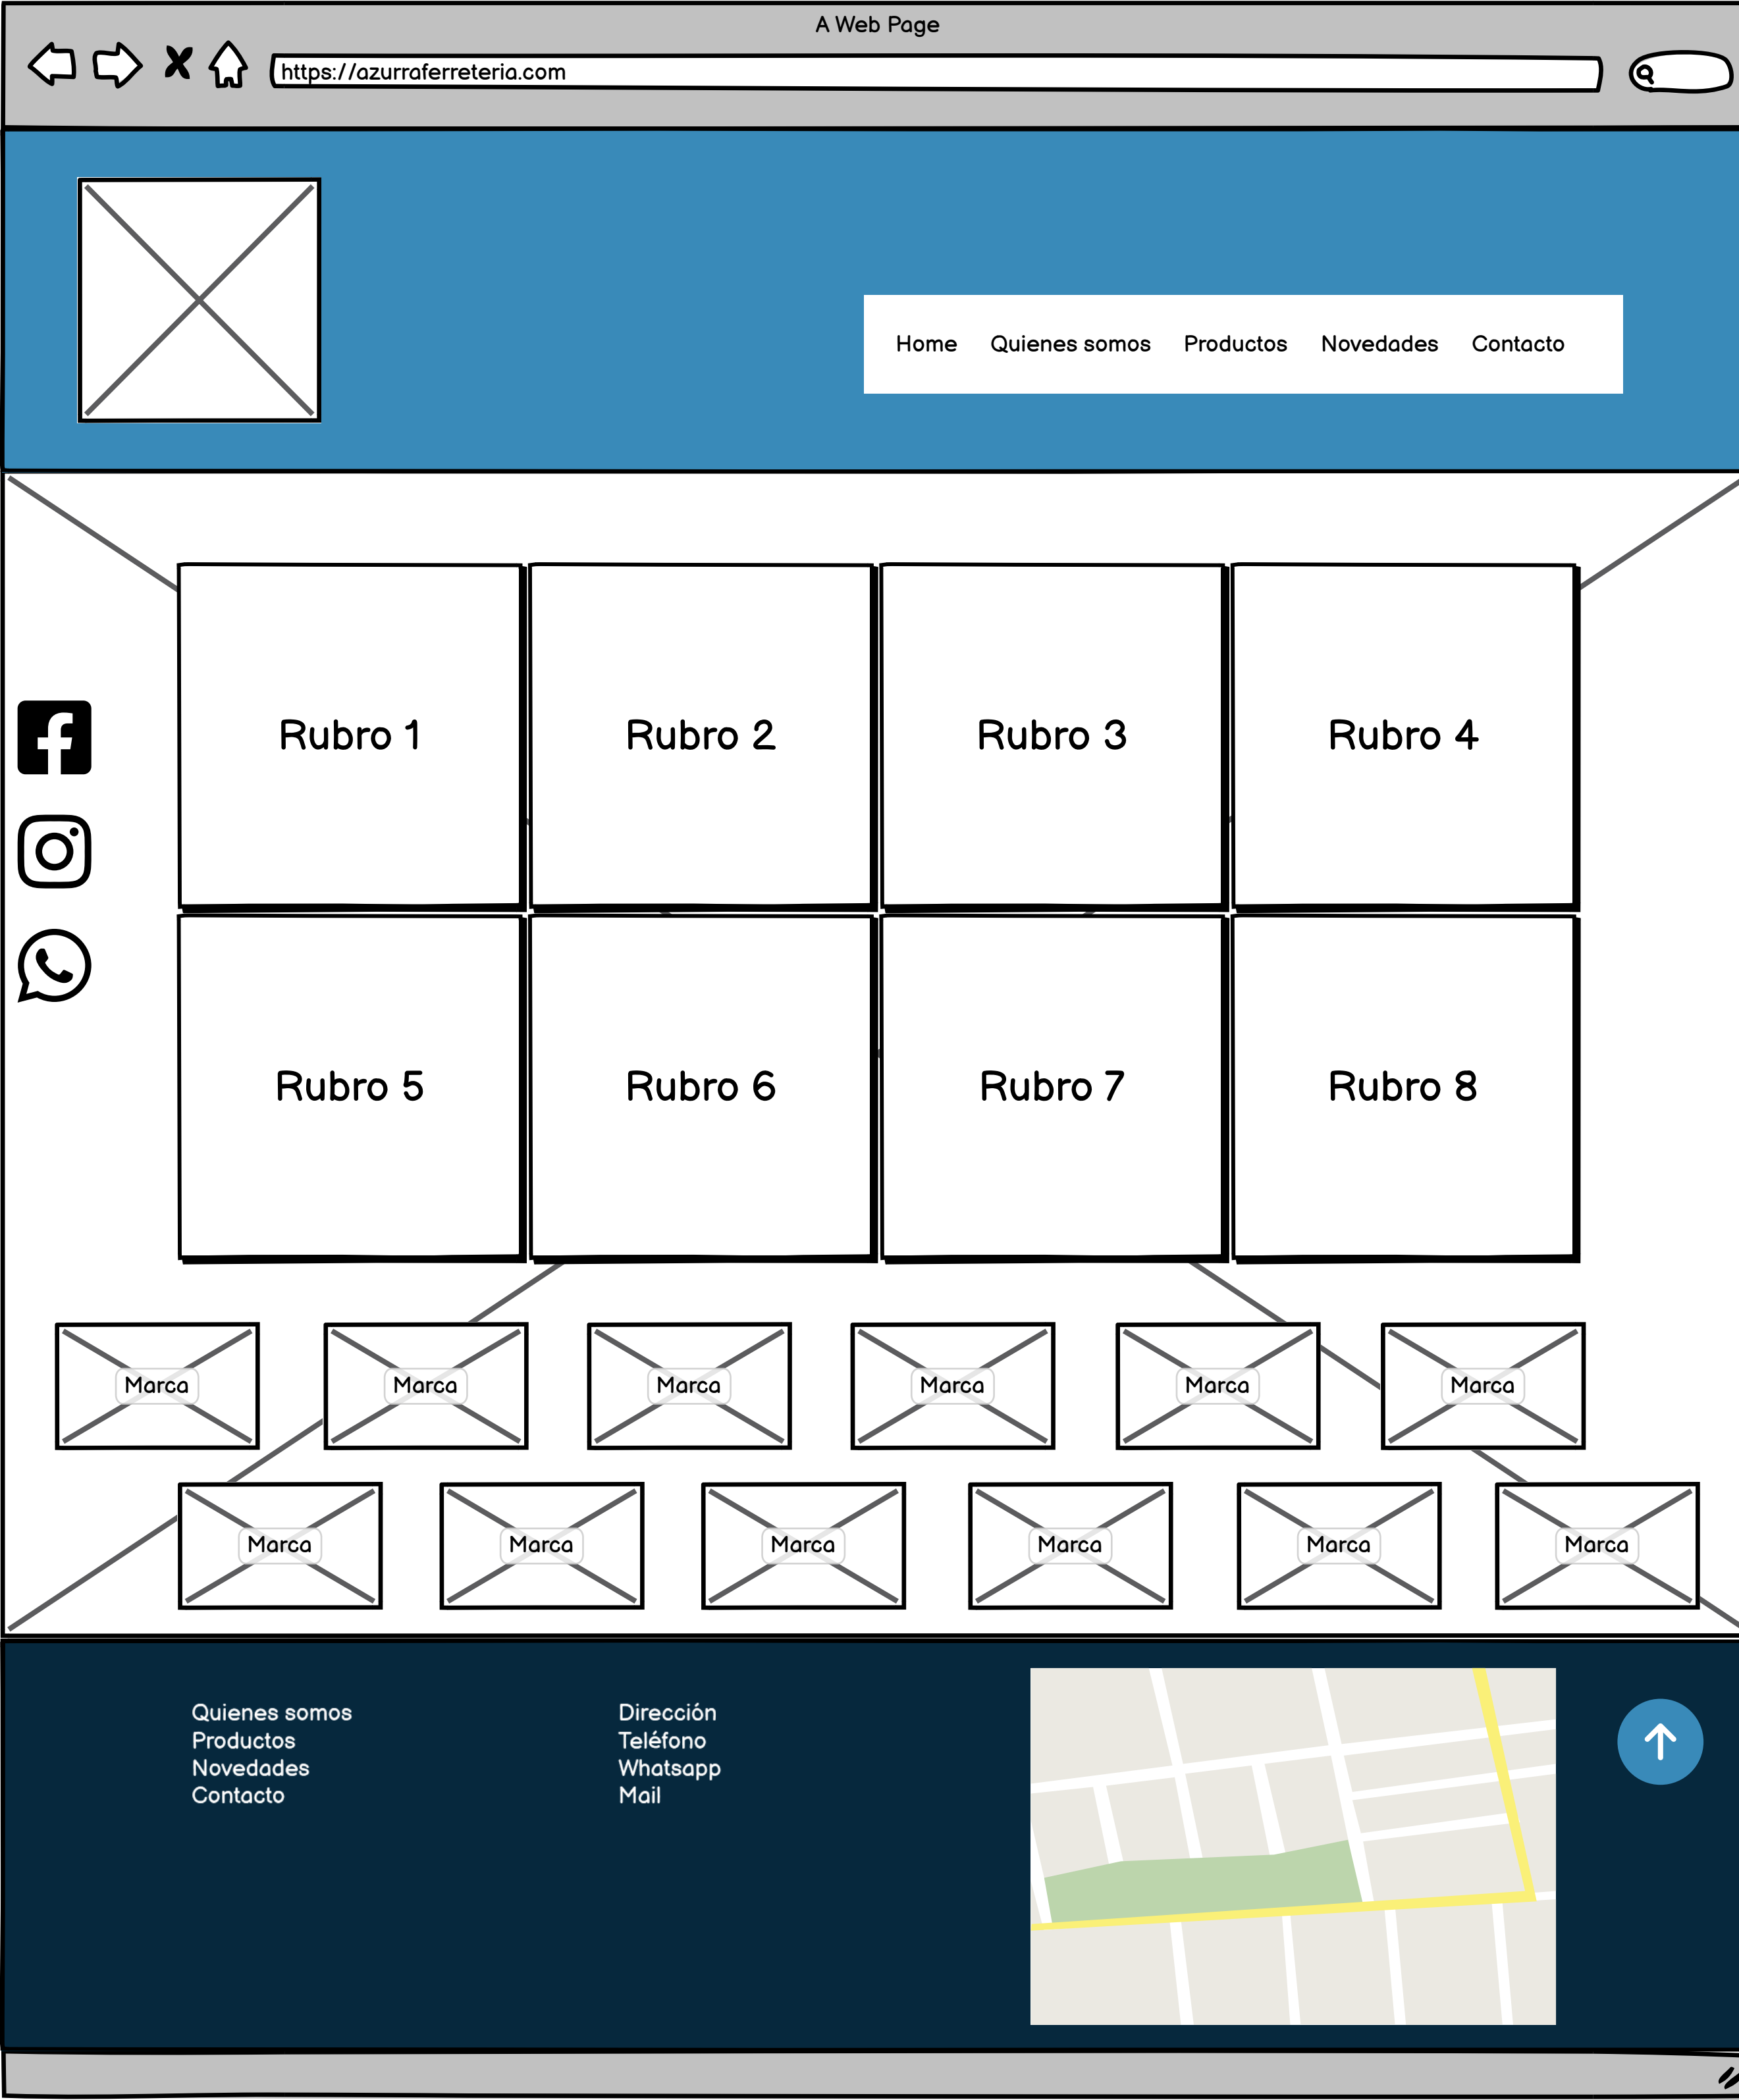 A Web Page
https://azurraferreteria.com
Home Quienes somos Productos Novedades Contacto
Rubro 1 Rubro 2 Rubro 3 Rubro 4
Rubro 5 Rubro 6 Rubro 7 Rubro 8
Marca Marca Marca Marca Marca Marca
Marca Marca Marca Marca Marca Marca
Quienes somos
Productos
Novedades
Contacto
Dirección
Teléfono
Whatsapp
Mail